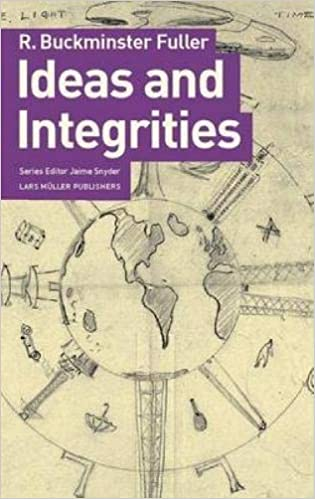 E. LIGHT
TIME
R. Buckminster Fuller
Ideas and
Integrities
Series Editor Jaime Snyder
LARS MÜLLER PUBLISHERS